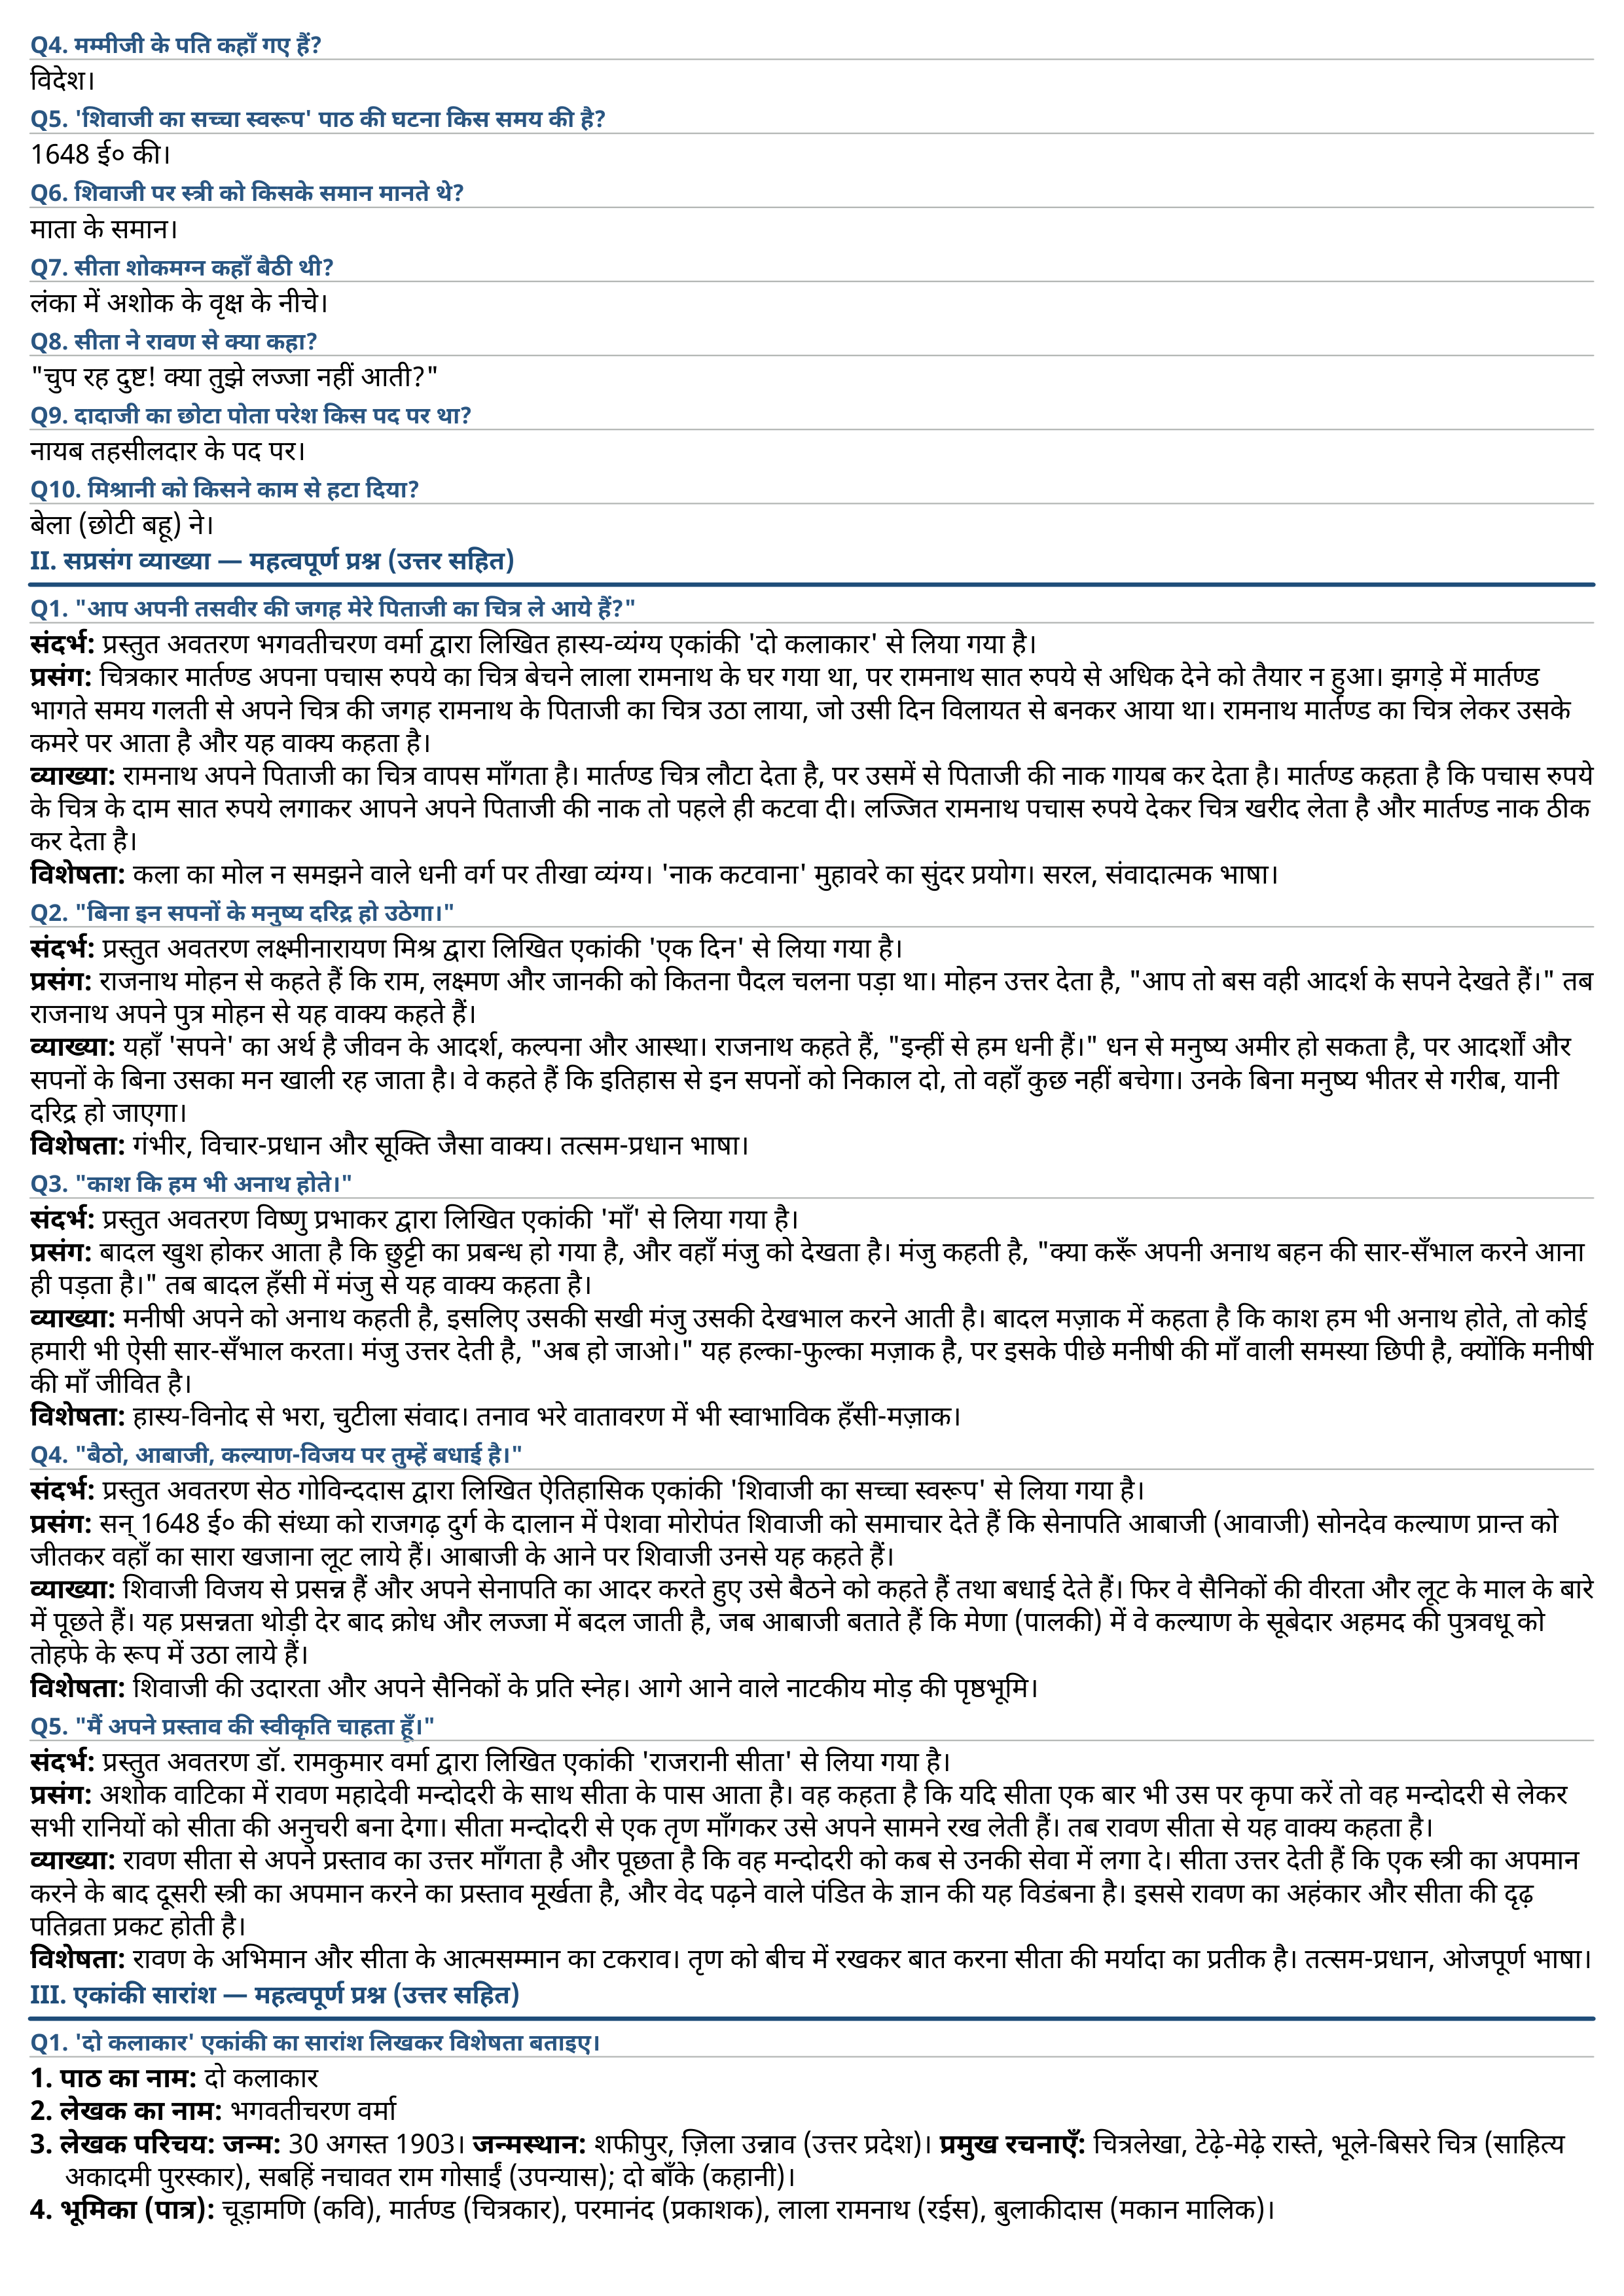 Q4. मम्मीजी के पति कहाँ गए हैं?
विदेश।
Q5. 'शिवाजी का सच्चा स्वरूप' पाठ की घटना किस समय की है?
1648 ई० की।
Q6. शिवाजी पर स्त्री को किसके समान मानते थे?
माता के समान।
Q7. सीता शोकमग्न कहाँ बैठी थी?
लंका में अशोक के वृक्ष के नीचे।
Q8. सीता ने रावण से क्या कहा?
"चुप रह दुष्ट! क्या तुझे लज्जा नहीं आती?"
Q9. दादाजी का छोटा पोता परेश किस पद पर था?
नायब तहसीलदार के पद पर।
Q10. मिश्रानी को किसने काम से हटा दिया?
बेला (छोटी बहू) ने।
II. सप्रसंग व्याख्या — महत्वपूर्ण प्रश्न (उत्तर सहित)
Q1. "आप अपनी तसवीर की जगह मेरे पिताजी का चित्र ले आये हैं?"
संदर्भ: प्रस्तुत अवतरण भगवतीचरण वर्मा द्वारा लिखित हास्य-व्यंग्य एकांकी 'दो कलाकार' से लिया गया है।
प्रसंग: चित्रकार मार्तण्ड अपना पचास रुपये का चित्र बेचने लाला रामनाथ के घर गया था, पर रामनाथ सात रुपये से अधिक देने को तैयार न हुआ। झगड़े में मार्तण्ड
भागते समय गलती से अपने चित्र की जगह रामनाथ के पिताजी का चित्र उठा लाया, जो उसी दिन विलायत से बनकर आया था। रामनाथ मार्तण्ड का चित्र लेकर उसके
कमरे पर आता है और यह वाक्य कहता है।
व्याख्या: रामनाथ अपने पिताजी का चित्र वापस माँगता है। मार्तण्ड चित्र लौटा देता है, पर उसमें से पिताजी की नाक गायब कर देता है। मार्तण्ड कहता है कि पचास रुपये
के चित्र के दाम सात रुपये लगाकर आपने अपने पिताजी की नाक तो पहले ही कटवा दी। लज्जित रामनाथ पचास रुपये देकर चित्र खरीद लेता है और मार्तण्ड नाक ठीक
कर देता है।
विशेषता: कला का मोल न समझने वाले धनी वर्ग पर तीखा व्यंग्य। 'नाक कटवाना' मुहावरे का सुंदर प्रयोग। सरल, संवादात्मक भाषा।
Q2. "बिना इन सपनों के मनुष्य दरिद्र हो उठेगा।"
संदर्भ: प्रस्तुत अवतरण लक्ष्मीनारायण मिश्र द्वारा लिखित एकांकी 'एक दिन' से लिया गया है।
प्रसंग: राजनाथ मोहन से कहते हैं कि राम, लक्ष्मण और जानकी को कितना पैदल चलना पड़ा था। मोहन उत्तर देता है, "आप तो बस वही आदर्श के सपने देखते हैं।" तब
राजनाथ अपने पुत्र मोहन से यह वाक्य कहते हैं।
व्याख्या: यहाँ 'सपने' का अर्थ है जीवन के आदर्श, कल्पना और आस्था। राजनाथ कहते हैं, "इन्हीं से हम धनी हैं।" धन से मनुष्य अमीर हो सकता है, पर आदर्शों और
सपनों के बिना उसका मन खाली रह जाता है। वे कहते हैं कि इतिहास से इन सपनों को निकाल दो, तो वहाँ कुछ नहीं बचेगा। उनके बिना मनुष्य भीतर से गरीब, यानी
दरिद्र हो जाएगा।
विशेषता: गंभीर, विचार-प्रधान और सूक्ति जैसा वाक्य। तत्सम-प्रधान भाषा।
Q3. "काश कि हम भी अनाथ होते।"
संदर्भ: प्रस्तुत अवतरण विष्णु प्रभाकर द्वारा लिखित एकांकी 'माँ' से लिया गया है।
प्रसंग: बादल खुश होकर आता है कि छुट्टी का प्रबन्ध हो गया है, और वहाँ मंजु को देखता है। मंजु कहती है, "क्या करूँ अपनी अनाथ बहन की सार-सँभाल करने आना
ही पड़ता है।" तब बादल हँसी में मंजु से यह वाक्य कहता है।
व्याख्या: मनीषी अपने को अनाथ कहती है, इसलिए उसकी सखी मंजु उसकी देखभाल करने आती है। बादल मज़ाक में कहता है कि काश हम भी अनाथ होते, तो कोई
हमारी भी ऐसी सार-सँभाल करता। मंजु उत्तर देती है, "अब हो जाओ।" यह हल्का-फुल्का मज़ाक है, पर इसके पीछे मनीषी की माँ वाली समस्या छिपी है, क्योंकि मनीषी
की माँ जीवित है।
विशेषता: हास्य-विनोद से भरा, चुटीला संवाद। तनाव भरे वातावरण में भी स्वाभाविक हँसी-मज़ाक।
Q4. "बैठो, आबाजी, कल्याण-विजय पर तुम्हें बधाई है।"
संदर्भ: प्रस्तुत अवतरण सेठ गोविन्ददास द्वारा लिखित ऐतिहासिक एकांकी 'शिवाजी का सच्चा स्वरूप' से लिया गया है।
प्रसंग: सन् 1648 ई० की संध्या को राजगढ़ दुर्ग के दालान में पेशवा मोरोपंत शिवाजी को समाचार देते हैं कि सेनापति आबाजी (आवाजी) सोनदेव कल्याण प्रान्त को
जीतकर वहाँ का सारा खजाना लूट लाये हैं। आबाजी के आने पर शिवाजी उनसे यह कहते हैं।
व्याख्या: शिवाजी विजय से प्रसन्न हैं और अपने सेनापति का आदर करते हुए उसे बैठने को कहते हैं तथा बधाई देते हैं। फिर वे सैनिकों की वीरता और लूट के माल के बारे
में पूछते हैं। यह प्रसन्नता थोड़ी देर बाद क्रोध और लज्जा में बदल जाती है, जब आबाजी बताते हैं कि मेणा (पालकी) में वे कल्याण के सूबेदार अहमद की पुत्रवधू को
तोहफे के रूप में उठा लाये हैं।
विशेषता: शिवाजी की उदारता और अपने सैनिकों के प्रति स्नेह। आगे आने वाले नाटकीय मोड़ की पृष्ठभूमि।
Q5. "मैं अपने प्रस्ताव की स्वीकृति चाहता हूँ।"
संदर्भ: प्रस्तुत अवतरण डॉ. रामकुमार वर्मा द्वारा लिखित एकांकी 'राजरानी सीता' से लिया गया है।
प्रसंग: अशोक वाटिका में रावण महादेवी मन्दोदरी के साथ सीता के पास आता है। वह कहता है कि यदि सीता एक बार भी उस पर कृपा करें तो वह मन्दोदरी से लेकर
सभी रानियों को सीता की अनुचरी बना देगा। सीता मन्दोदरी से एक तृण माँगकर उसे अपने सामने रख लेती हैं। तब रावण सीता से यह वाक्य कहता है।
व्याख्या: रावण सीता से अपने प्रस्ताव का उत्तर माँगता है और पूछता है कि वह मन्दोदरी को कब से उनकी सेवा में लगा दे। सीता उत्तर देती हैं कि एक स्त्री का अपमान
करने के बाद दूसरी स्त्री का अपमान करने का प्रस्ताव मूर्खता है, और वेद पढ़ने वाले पंडित के ज्ञान की यह विडंबना है। इससे रावण का अहंकार और सीता की दृढ़
पतिव्रता प्रकट होती है।
विशेषता: रावण के अभिमान और सीता के आत्मसम्मान का टकराव। तृण को बीच में रखकर बात करना सीता की मर्यादा का प्रतीक है। तत्सम-प्रधान, ओजपूर्ण भाषा।
III. एकांकी सारांश — महत्वपूर्ण प्रश्न (उत्तर सहित)
Q1. 'दो कलाकार' एकांकी का सारांश लिखकर विशेषता बताइए।
1. पाठ का नाम: दो कलाकार
2. लेखक का नाम: भगवतीचरण वर्मा
3. लेखक परिचय: जन्म: 30 अगस्त 1903। जन्मस्थान: शफीपुर, ज़िला उन्नाव (उत्तर प्रदेश)। प्रमुख रचनाएँ: चित्रलेखा, टेढ़े-मेढ़े रास्ते, भूले-बिसरे चित्र (साहित्य
अकादमी पुरस्कार), सबहिं नचावत राम गोसाईं (उपन्यास); दो बाँके (कहानी)।
4. भूमिका (पात्र): चूड़ामणि (कवि), मार्तण्ड (चित्रकार), परमानंद (प्रकाशक), लाला रामनाथ (रईस), बुलाकीदास (मकान मालिक)।